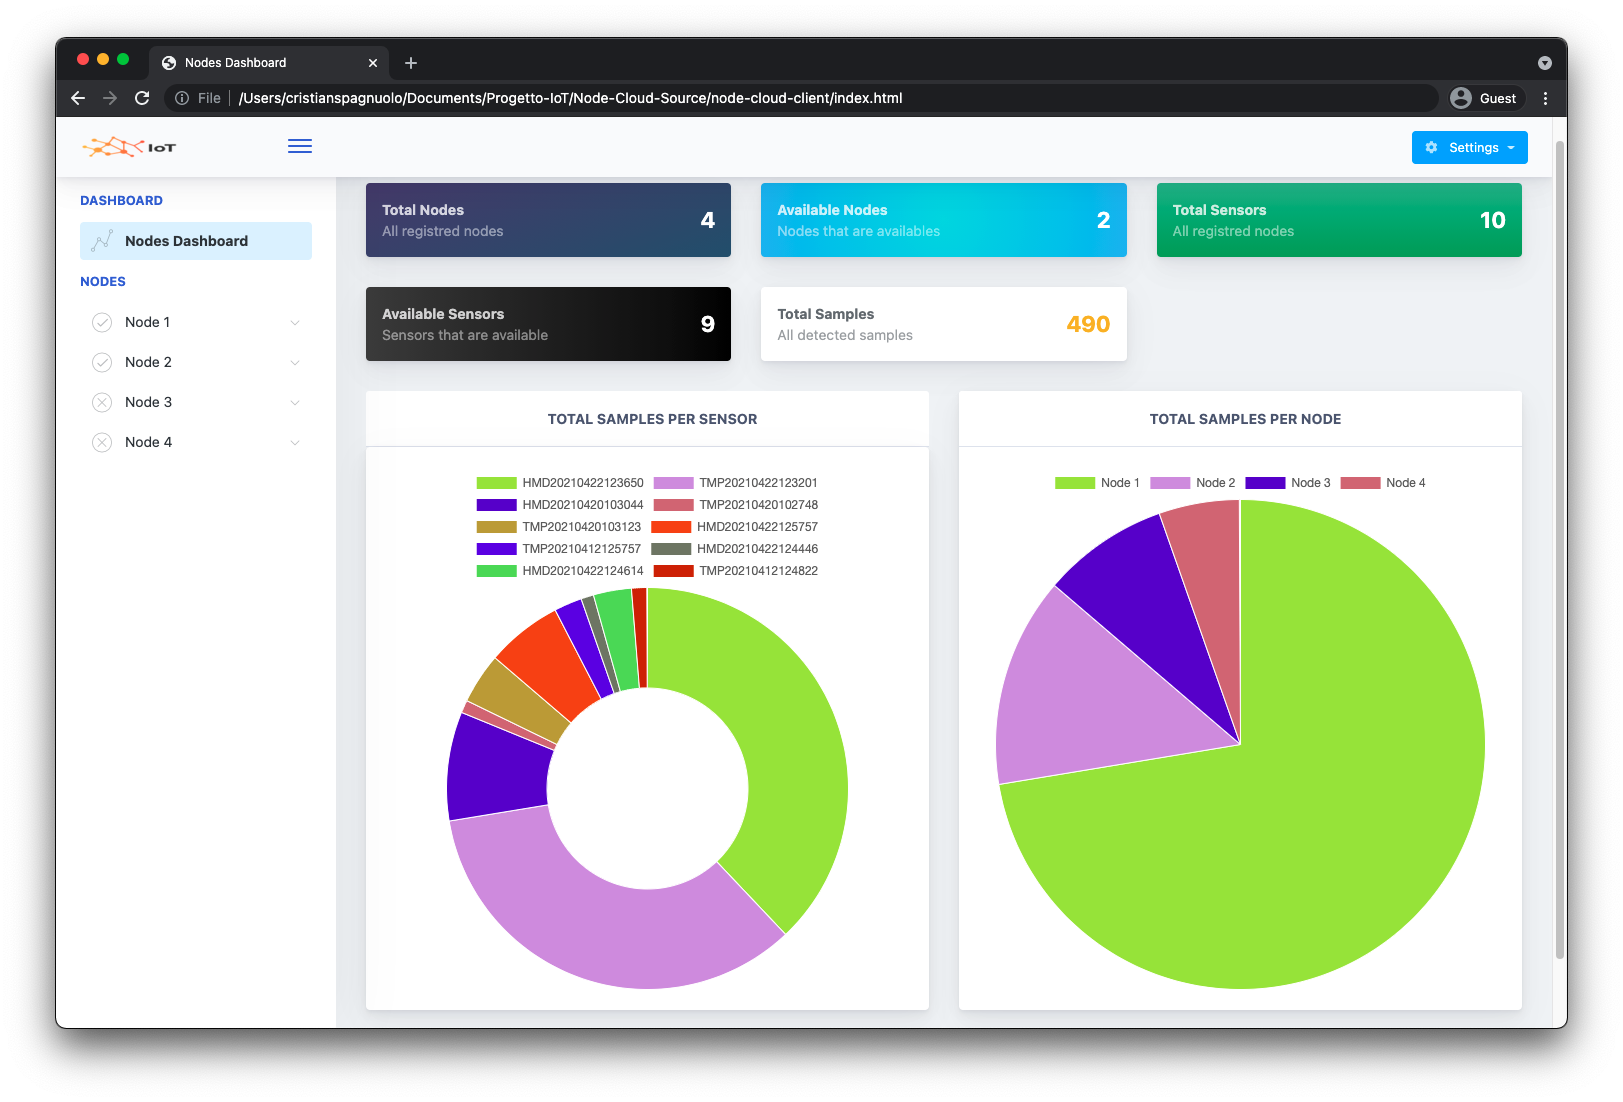 Nodes Dashboard
File
/Users/cristianspagnuolo/Documents/Progetto-IoT/Node-Cloud-Source/node-cloud-client/index.html
Guest
IoT
Settings
DASHBOARD
Nodes Dashboard
NODES
Node 1
Node 2
Node 3
Node 4
Total Nodes
All registred nodes
4
Available Nodes
Nodes that are availables
2
Total Sensors
All registred nodes
10
Available Sensors
Sensors that are available
9
Total Samples
All detected samples
490
TOTAL SAMPLES PER SENSOR
HMD20210422123650 TMP20210422123201
HMD20210420103044 TMP20210420102748
TMP20210420103123 HMD20210422125757
TMP20210412125757 HMD20210422124446
HMD20210422124614 TMP20210412124822
TOTAL SAMPLES PER NODE
Node 1 Node 2 Node 3 Node 4